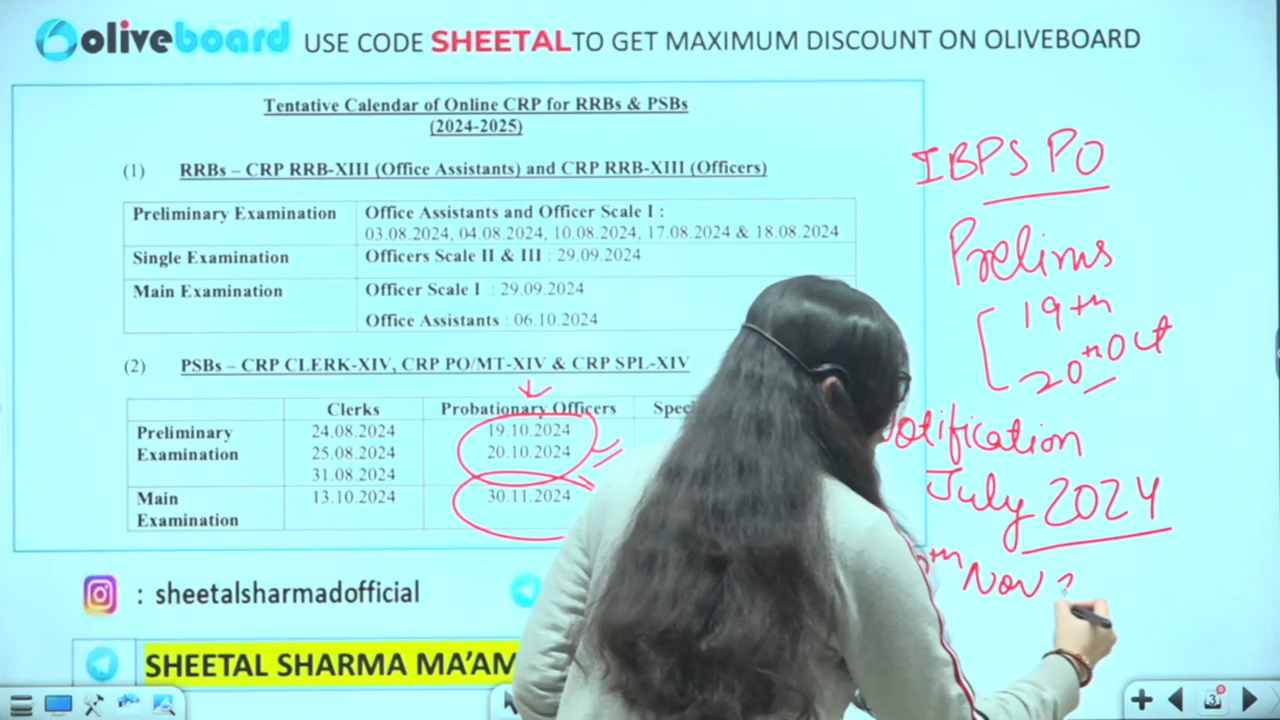 oliveboard USE CODE SHEETAL TO GET MAXIMUM DISCOUNT ON OLIVEBOARD
Tentative Calendar of Online CRP for RRBs & PSBs
(2024-2025)
(1) RRBs – CRP RRB-XIII (Office Assistants) and CRP RRB-XIII (Officers)
Preliminary Examination Office Assistants and Officer Scale I :
03.08.2024, 04.08.2024, 10.08.2024, 17.08.2024 & 18.08.2024
Single Examination Officers Scale II & III : 29.09.2024
Main Examination Officer Scale I : 29.09.2024
Office Assistants : 06.10.2024
(2) PSBs – CRP CLERK-XIV, CRP PO/MT-XIV & CRP SPL-XIV
Clerks Probationary Officers
Preliminary 24.08.2024 19.10.2024
Examination 25.08.2024 20.10.2024
31.08.2024
Main 13.10.2024 30.11.2024
Examination
: sheetalsharmadofficial
SHEETAL SHARMA MA'AM
IBPS PO
Prelims
19th
20th Oct
July 2024
Nov
3